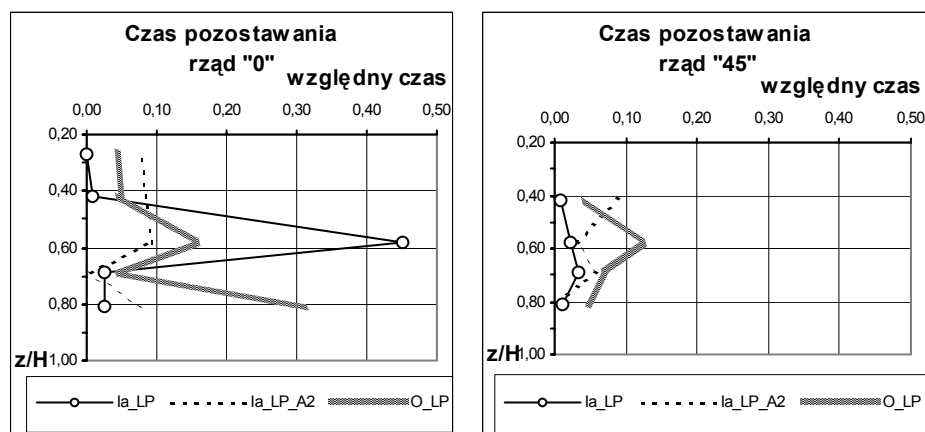 Czas pozostawania
rząd "0"
względny czas
0,00 0,10 0,20 0,30 0,40 0,50
0,20
0,40
0,60
0,80
1,00
z/H
Ia_LP Ia_LP_A2 O_LP
Czas pozostawania
rząd "45"
względny czas
0,00 0,10 0,20 0,30 0,40 0,50
0,20
0,40
0,60
0,80
1,00
z/H
Ia_LP Ia_LP_A2 O_LP